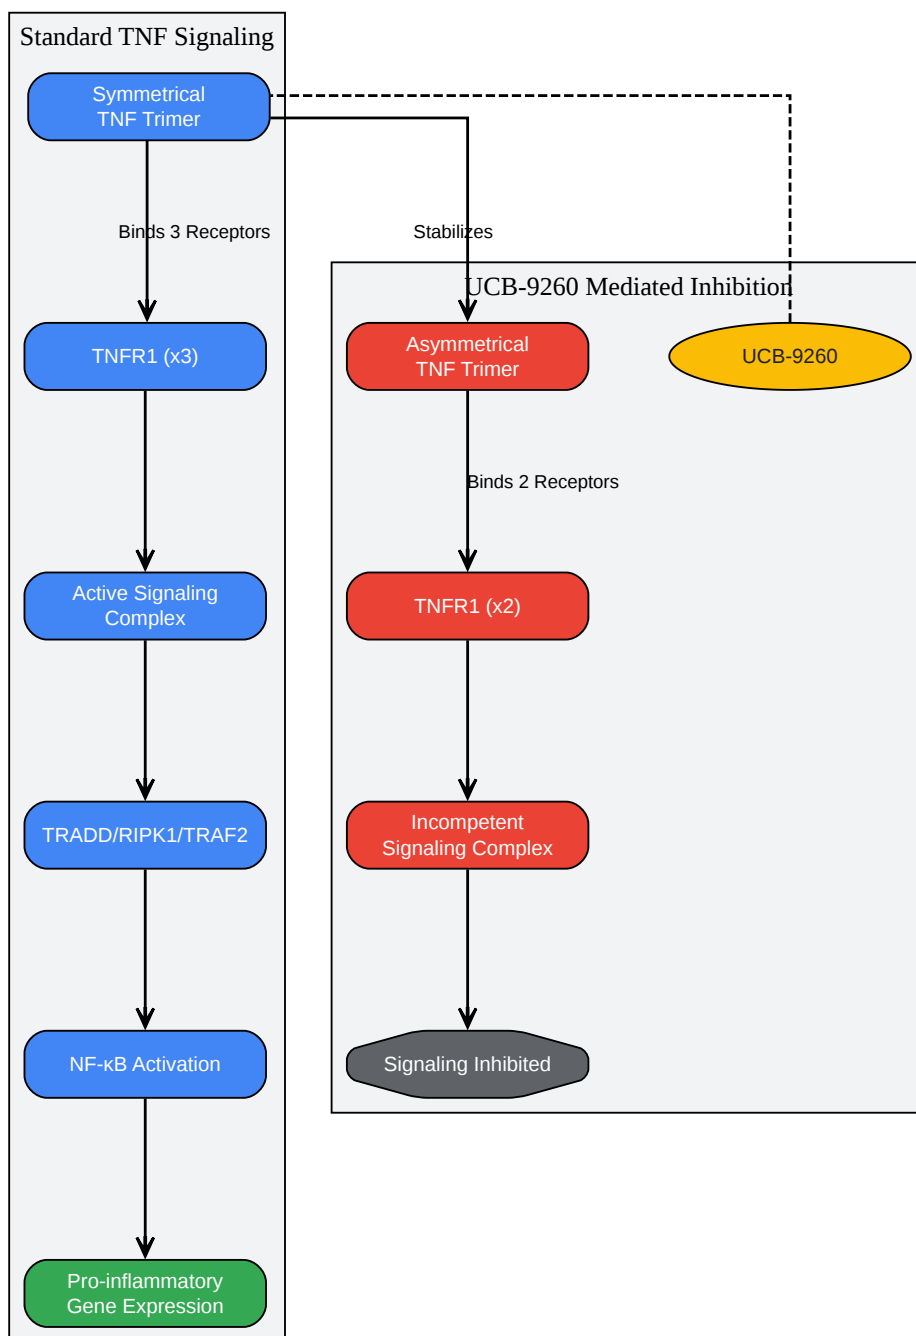 Standard TNF Signaling
Symmetrical
TNF Trimer
Binds 3 Receptors
Stabilizes
UCB-9260 Mediated Inhibition
TNFR1 (x3)
Asymmetrical
TNF Trimer
UCB-9260
Binds 2 Receptors
Active Signaling
Complex
TNFR1 (x2)
TRADD/RIPK1/TRAF2
Incompetent
Signaling Complex
NF-κB Activation
Signaling Inhibited
Pro-inflammatory
Gene Expression